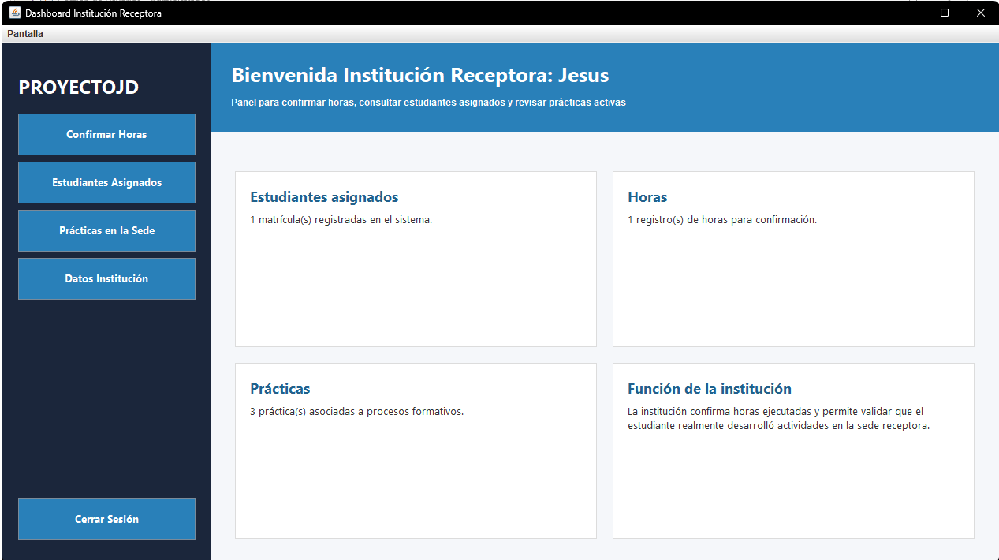 Dashboard Institución Receptora
Pantalla
PROYECTOJD
Confirmar Horas
Estudiantes Asignados
Prácticas en la Sede
Datos Institución
Cerrar Sesión
Bienvenida Institución Receptora: Jesus
Panel para confirmar horas, consultar estudiantes asignados y revisar prácticas activas
Estudiantes asignados
1 matrícula(s) registradas en el sistema.
Horas
1 registro(s) de horas para confirmación.
Prácticas
3 práctica(s) asociadas a procesos formativos.
Función de la institución
La institución confirma horas ejecutadas y permite validar que el
estudiante realmente desarrolló actividades en la sede receptora.